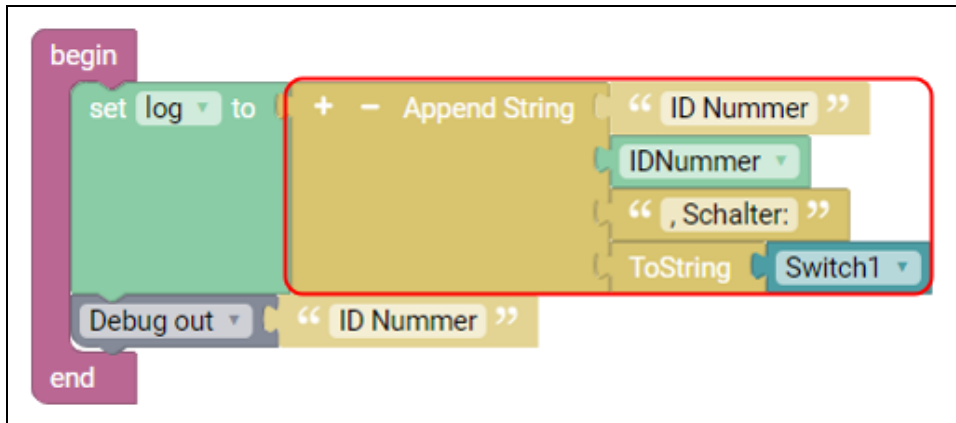 begin
set log to + − Append String “ ID Nummer ”
IDNummer
“ , Schalter: ”
ToString Switch1
Debug out “ ID Nummer ”
end